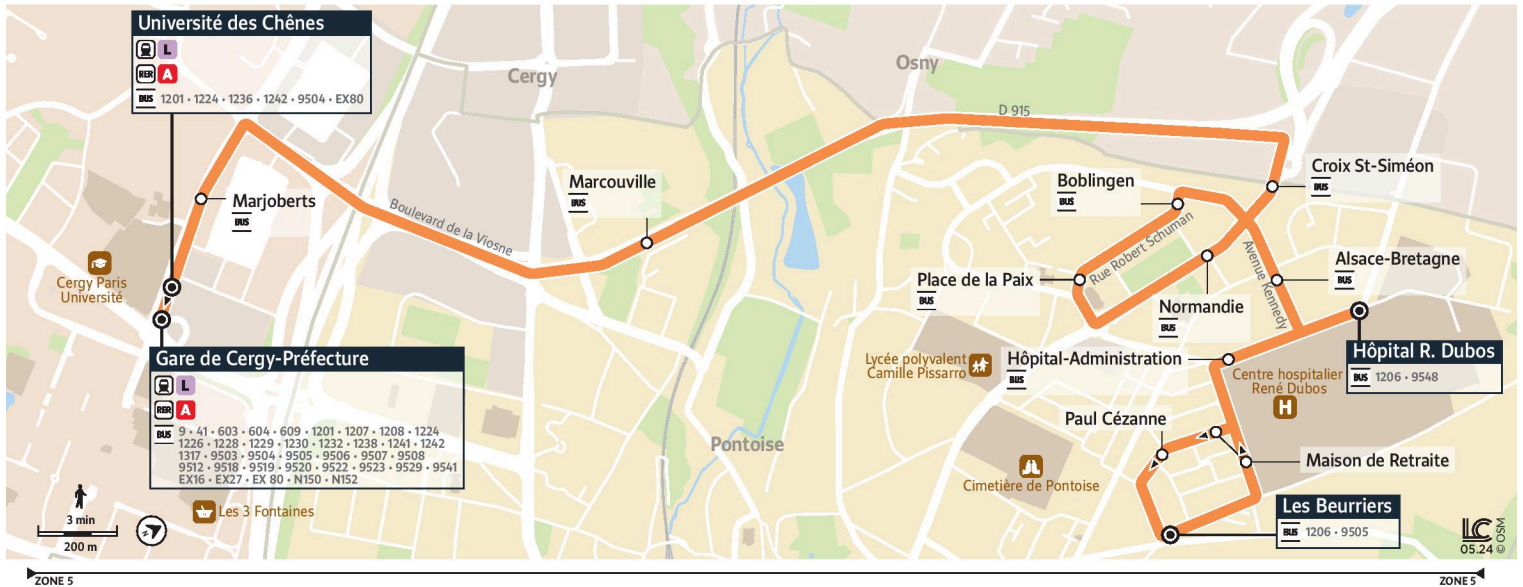 Université des Chênes
L
RER A
BUS 1201 • 1224 • 1236 • 1242 • 9504 • EX80
Cergy
Osny
D 915
Marjoberts
BUS
Marcouville
BUS
Boulevard de la Viosne
Boblingen
BUS
Croix St-Siméon
BUS
Rue Robert Schuman
Avenue Kennedy
Alsace-Bretagne
BUS
Place de la Paix
BUS
Normandie
BUS
Cergy Paris
Université
Gare de Cergy-Préfecture
L
RER A
BUS 9 • 41 • 603 • 604 • 609 • 1201 • 1207 • 1208 • 1224
1226 • 1228 • 1229 • 1230 • 1232 • 1238 • 1241 • 1242
1317 • 9503 • 9504 • 9505 • 9506 • 9507 • 9508
9512 • 9518 • 9519 • 9520 • 9522 • 9523 • 9529 • 9541
EX16 • EX27 • EX 80 • N150 • N152
Lycée polyvalent
Camille Pissarro
Hôpital-Administration
BUS
Centre hospitalier
René Dubos
H
Hôpital R. Dubos
BUS 1206 • 9548
Pontoise
Paul Cézanne
BUS
Maison de Retraite
Cimetière de Pontoise
Les Beurriers
BUS 1206 • 9505
Les 3 Fontaines
3 min
200 m
Z
LC
05.24 © OSM
ZONE 5
ZONE 5